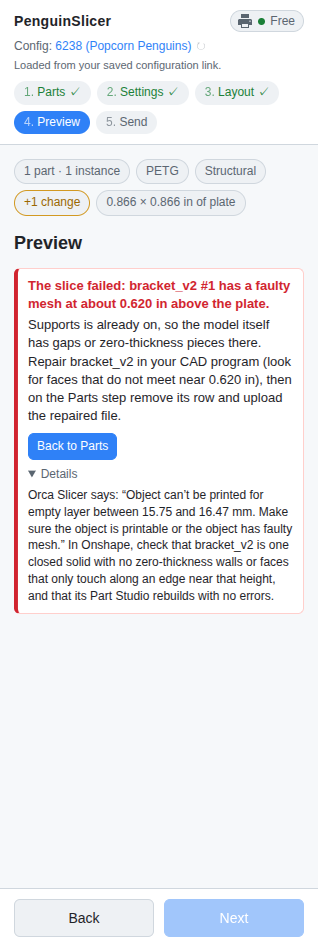 PenguinSlicer
Free
Config: 6238 (Popcorn Penguins)
Loaded from your saved configuration link.
1. Parts ✓
2. Settings ✓
3. Layout ✓
4. Preview
5. Send
1 part · 1 instance
PETG
Structural
+1 change
0.866 × 0.866 in of plate
Preview
The slice failed: bracket_v2 #1 has a faulty
mesh at about 0.620 in above the plate.
Supports is already on, so the model itself
has gaps or zero-thickness pieces there.
Repair bracket_v2 in your CAD program (look
for faces that do not meet near 0.620 in), then
on the Parts step remove its row and upload
the repaired file.
Back to Parts
▼ Details
Orca Slicer says: “Object can’t be printed for
empty layer between 15.75 and 16.47 mm. Make
sure the object is printable or the object has faulty
mesh.” In Onshape, check that bracket_v2 is one
closed solid with no zero-thickness walls or faces
that only touch along an edge near that height,
and that its Part Studio rebuilds with no errors.
Back
Next